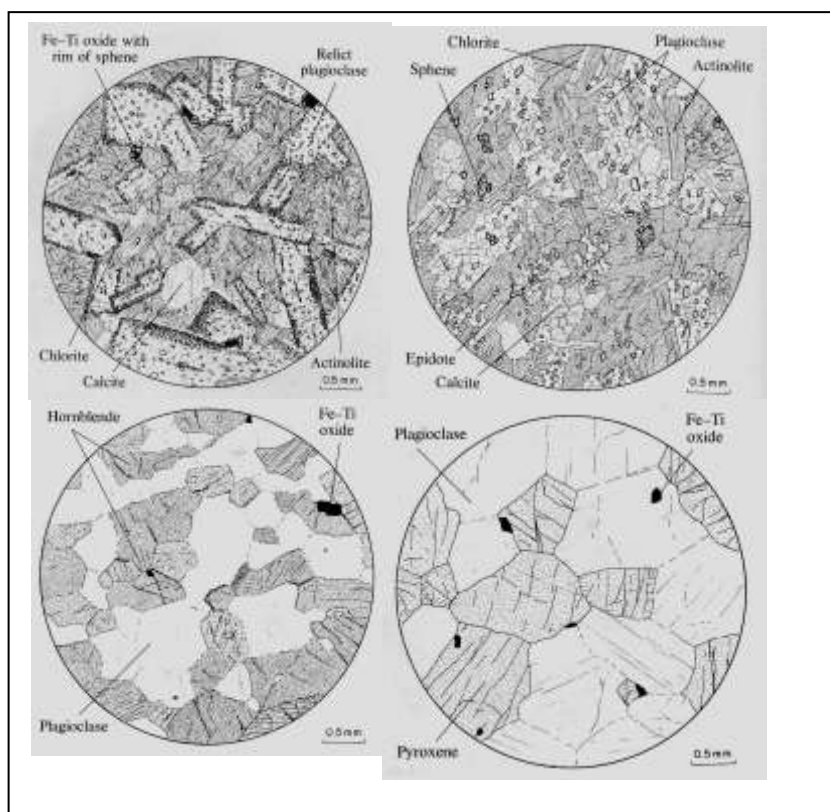 Fe–Ti oxide with
rim of sphene
Relict
plagioclase
Chlorite
Calcite
Actinolite
0.5 mm
Chlorite
Plagioclase
Sphene
Actinolite
Epidote
Calcite
0.5 mm
Hornblende
Fe–Ti
oxide
Plagioclase
0.5 mm
Plagioclase
Fe–Ti
oxide
Pyroxene
0.5 mm